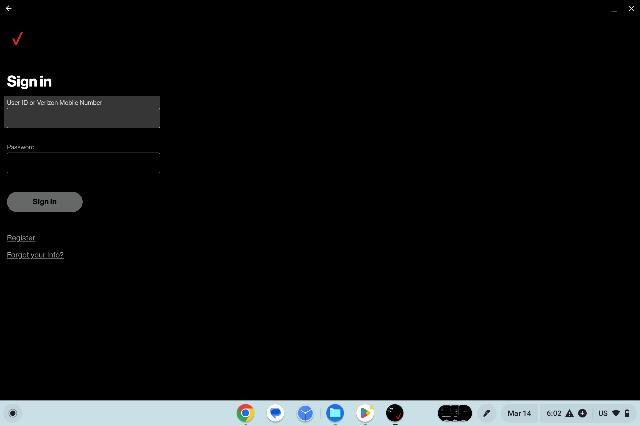 Sign in
User ID or Verizon Mobile Number
Password
Sign in
Register
Forgot your info?
Mar 14
6:02
US